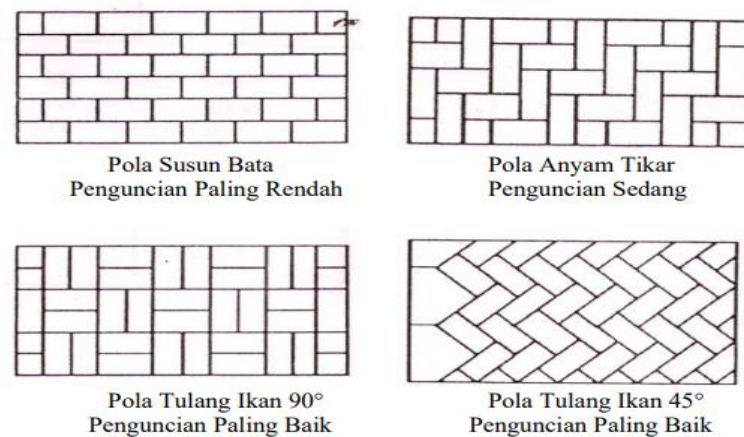 Pola Susun Bata
Penguncian Paling Rendah
Pola Anyam Tikar
Penguncian Sedang
Pola Tulang Ikan 90°
Penguncian Paling Baik
Pola Tulang Ikan 45°
Penguncian Paling Baik